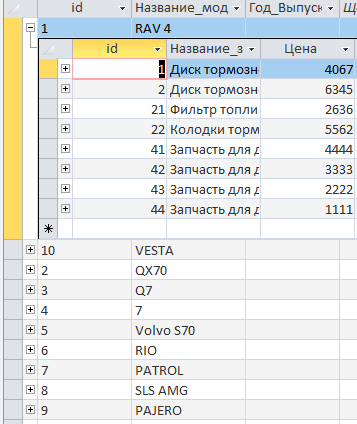 id Название_мод Год_Выпуск
1 RAV 4
id Название_з Цена
1 Диск тормозн 4067
2 Диск тормозн 6345
21 Фильтр топли 2636
22 Колодки торм 5562
41 Запчасть для д 4444
42 Запчасть для д 3333
43 Запчасть для д 2222
44 Запчасть для д 1111
10 VESTA
2 QX70
3 Q7
4 7
5 Volvo S70
6 RIO
7 PATROL
8 SLS AMG
9 PAJERO